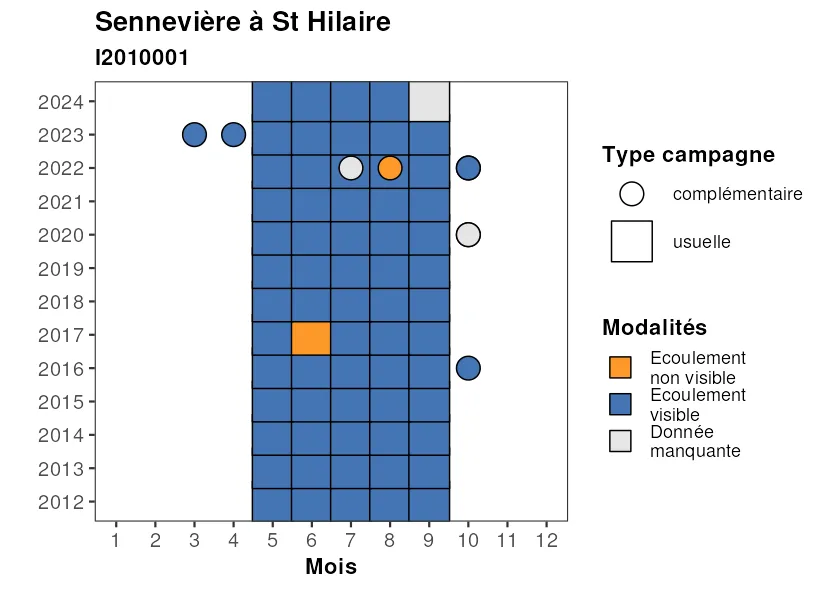 Sennevière à St Hilaire
I2010001
2024
2023
2022
2021
2020
2019
2018
2017
2016
2015
2014
2013
2012
1 2 3 4 5 6 7 8 9 10 11 12
Mois
Type campagne
complémentaire
usuelle
Modalités
Ecoulement
non visible
Ecoulement
visible
Donnée
manquante